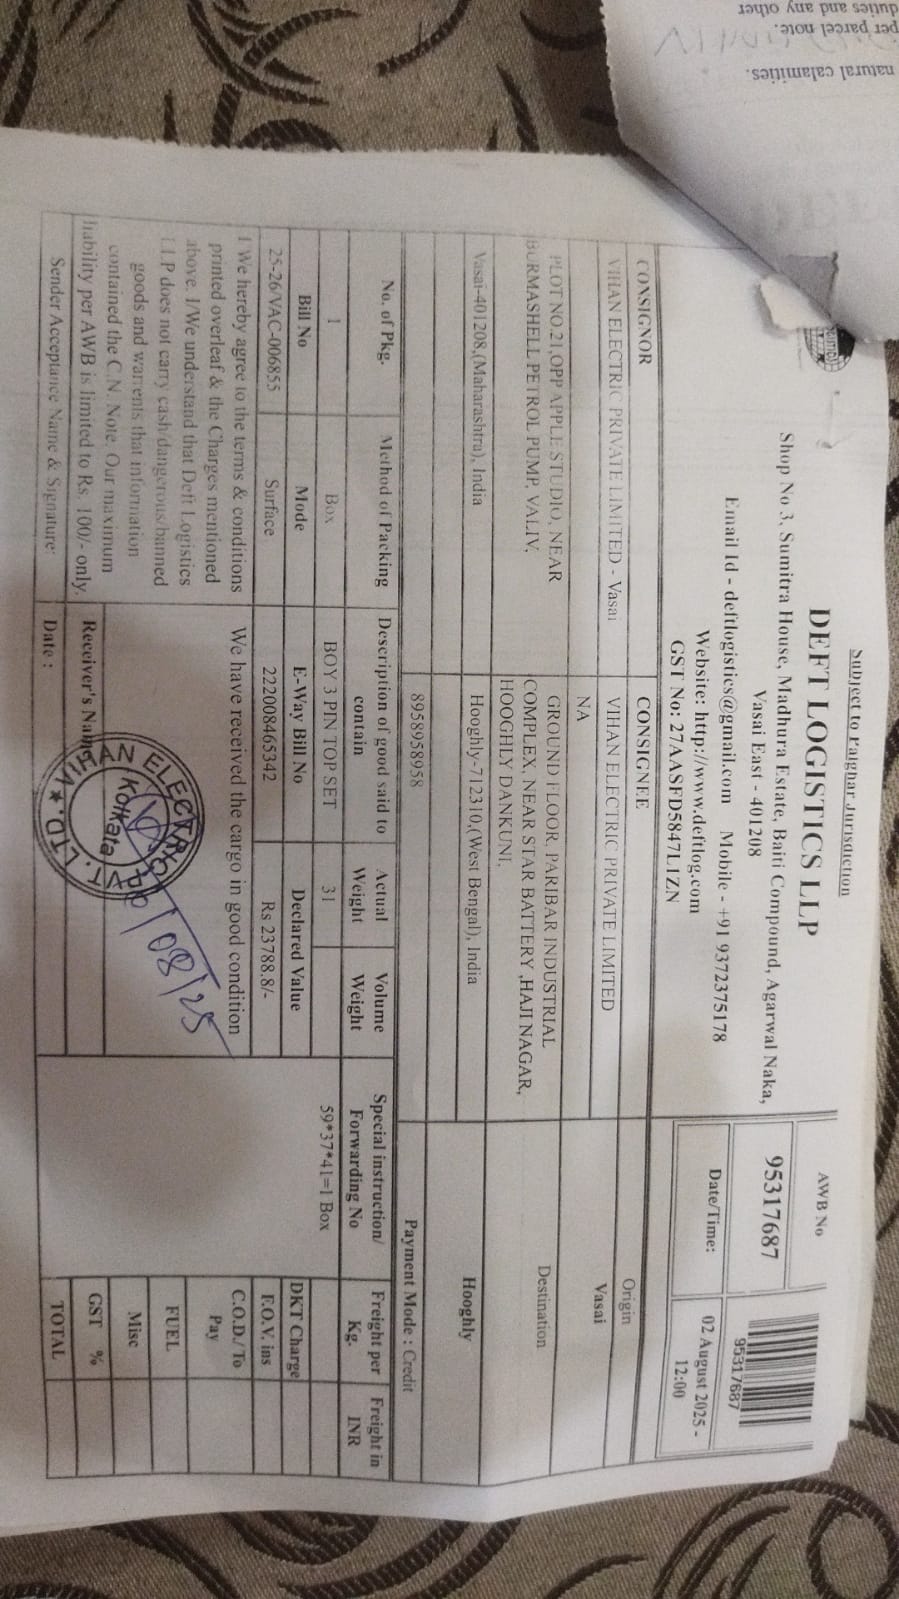 duties and any other
per parcel note.
natural calamities.
Subject to Palghar Jurisdiction
DEFT LOGISTICS LLP
Shop No 3, Sumitra House, Madhura Estate, Baiti Compound, Agarwal Naka,
Vasai East - 401208
Email Id - deftlogistics@gmail.com Mobile - +91 9372375178
Website: http://www.deftlog.com
GST No: 27AASFD5847L1ZN
AWB No
95317687
95317687
Date/Time:
02 August 2025 -
12:00
CONSIGNOR
CONSIGNEE
Origin
VIHAN ELECTRIC PRIVATE LIMITED - Vasai
VIHAN ELECTRIC PRIVATE LIMITED
Vasai
NA
PLOT NO.21,OPP APPLE STUDIO, NEAR
BURMASHELL PETROL PUMP, VALIV,
GROUND FLOOR, PARIBAR INDUSTRIAL
COMPLEX, NEAR STAR BATTERY ,HAJI NAGAR,
HOOGHLY DANKUNI,
Destination
Vasai-401208,(Maharashtra), India
Hooghly-712310,(West Bengal), India
Hooghly
8958958958
Payment Mode : Credit
No. of Pkg.
Method of Packing
Description of good said to
contain
Actual
Weight
Volume
Weight
Special instruction/
Forwarding No
Freight per
Kg.
Freight in
INR
1
Box
BOY 3 PIN TOP SET
31
59*37*41=1 Box
Bill No
Mode
E-Way Bill No
Declared Value
DKT Charge
25-26/VAC-006855
Surface
222008465342
Rs 23788.8/-
F.O.V. ins
I/We hereby agree to the terms & conditions
printed overleaf & the Charges mentioned
above. I/We understand that Deft Logistics
LLP does not carry cash/dangerous/banned
goods and warrents that information
contained the C.N. Note. Our maximum
liability per AWB is limited to Rs. 100/- only.
Sender Acceptance Name & Signature:
We have received the cargo in good condition
Receiver's Name
Date :
VIHAN ELECTRIC PVT. LTD.
Kolkata
/08/25
C.O.D./To
Pay
FUEL
Misc
GST %
TOTAL